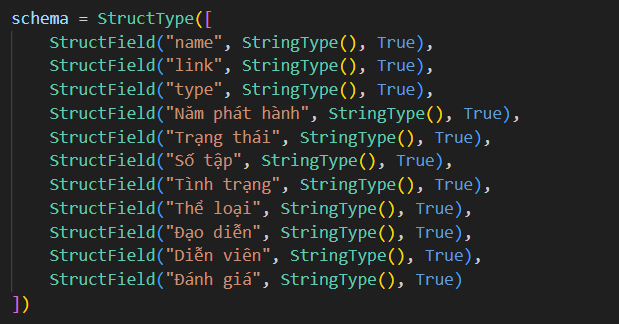 schema = StructType([
    StructField("name", StringType(), True),
    StructField("link", StringType(), True),
    StructField("type", StringType(), True),
    StructField("Năm phát hành", StringType(), True),
    StructField("Trạng thái", StringType(), True),
    StructField("Số tập", StringType(), True),
    StructField("Tình trạng", StringType(), True),
    StructField("Thể loại", StringType(), True),
    StructField("Đạo diễn", StringType(), True),
    StructField("Diễn viên", StringType(), True),
    StructField("Đánh giá", StringType(), True)
])